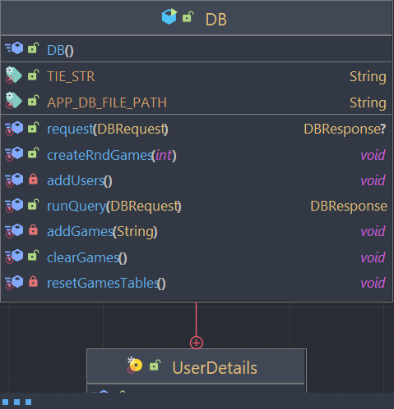 DB
DB()
TIE_STR String
APP_DB_FILE_PATH String
request(DBRequest) DBResponse?
createRndGames(int) void
addUsers() void
runQuery(DBRequest) DBResponse
addGames(String) void
clearGames() void
resetGamesTables() void
UserDetails